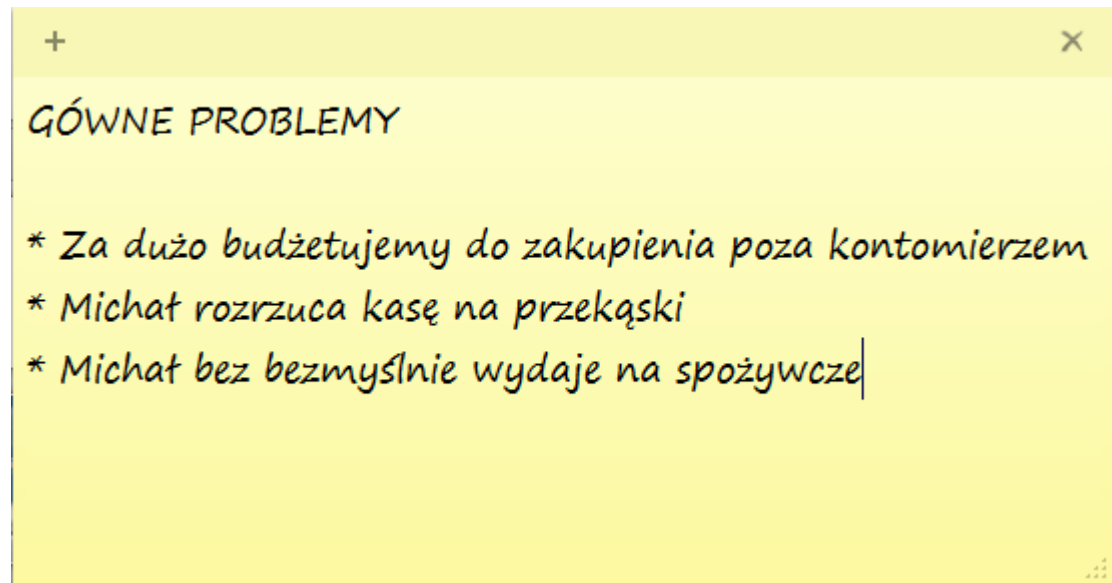 GÓWNE PROBLEMY
* Za dużo budżetujemy do zakupienia poza kontomierzem
* Michał rozrzuca kasę na przekąski
* Michał bez bezmyślnie wydaje na spożywcze